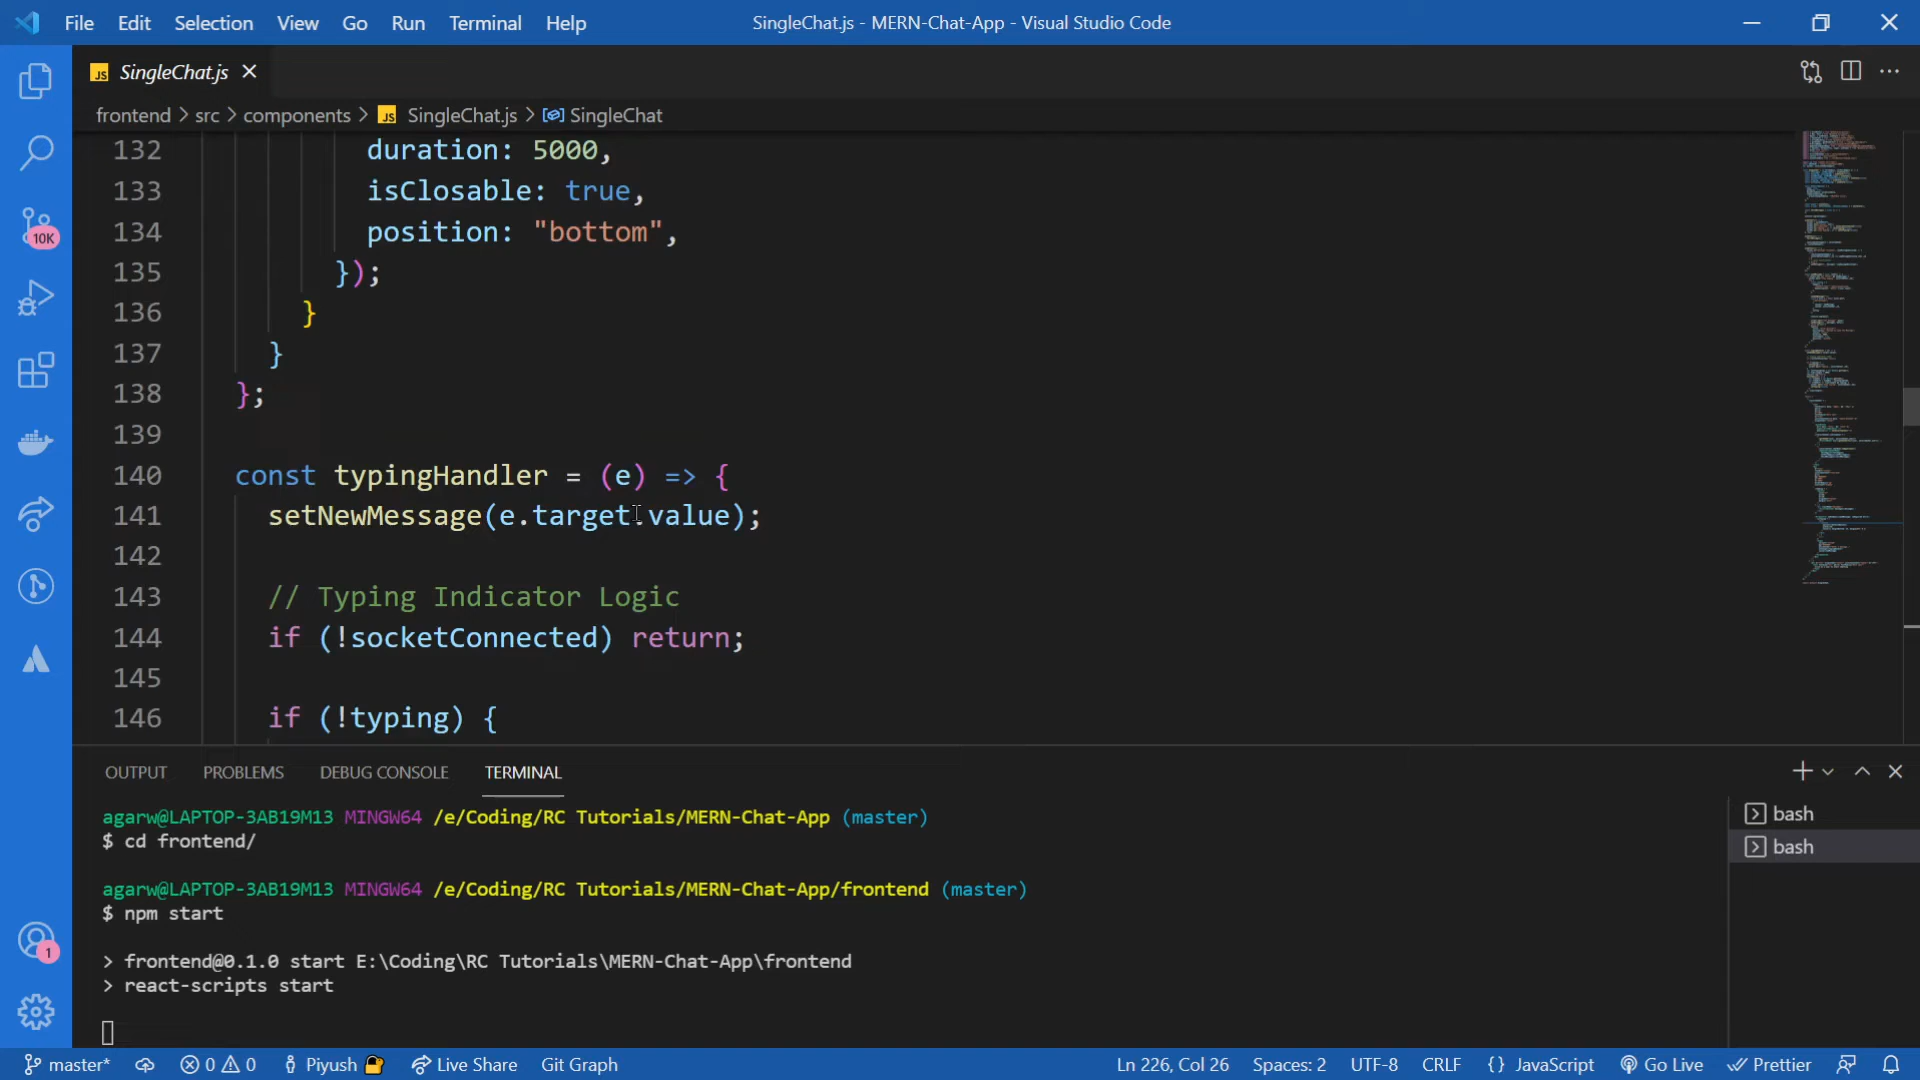 File Edit Selection View Go Run Terminal Help SingleChat.js - MERN-Chat-App - Visual Studio Code
JS SingleChat.js
frontend > src > components > JS SingleChat.js > SingleChat
132 duration: 5000,
133 isClosable: true,
134 position: "bottom",
135 });
136 }
137 }
138 };
139
140 const typingHandler = (e) => {
141 setNewMessage(e.target.value);
142
143 // Typing Indicator Logic
144 if (!socketConnected) return;
145
146 if (!typing) {
10K
1
OUTPUT PROBLEMS DEBUG CONSOLE TERMINAL
agarw@LAPTOP-3AB19M13 MINGW64 /e/Coding/RC Tutorials/MERN-Chat-App (master)
$ cd frontend/
agarw@LAPTOP-3AB19M13 MINGW64 /e/Coding/RC Tutorials/MERN-Chat-App/frontend (master)
$ npm start
> frontend@0.1.0 start E:\Coding\RC Tutorials\MERN-Chat-App\frontend
> react-scripts start
bash
bash
master* 0 0 Piyush Live Share Git Graph Ln 226, Col 26 Spaces: 2 UTF-8 CRLF {} JavaScript Go Live Prettier